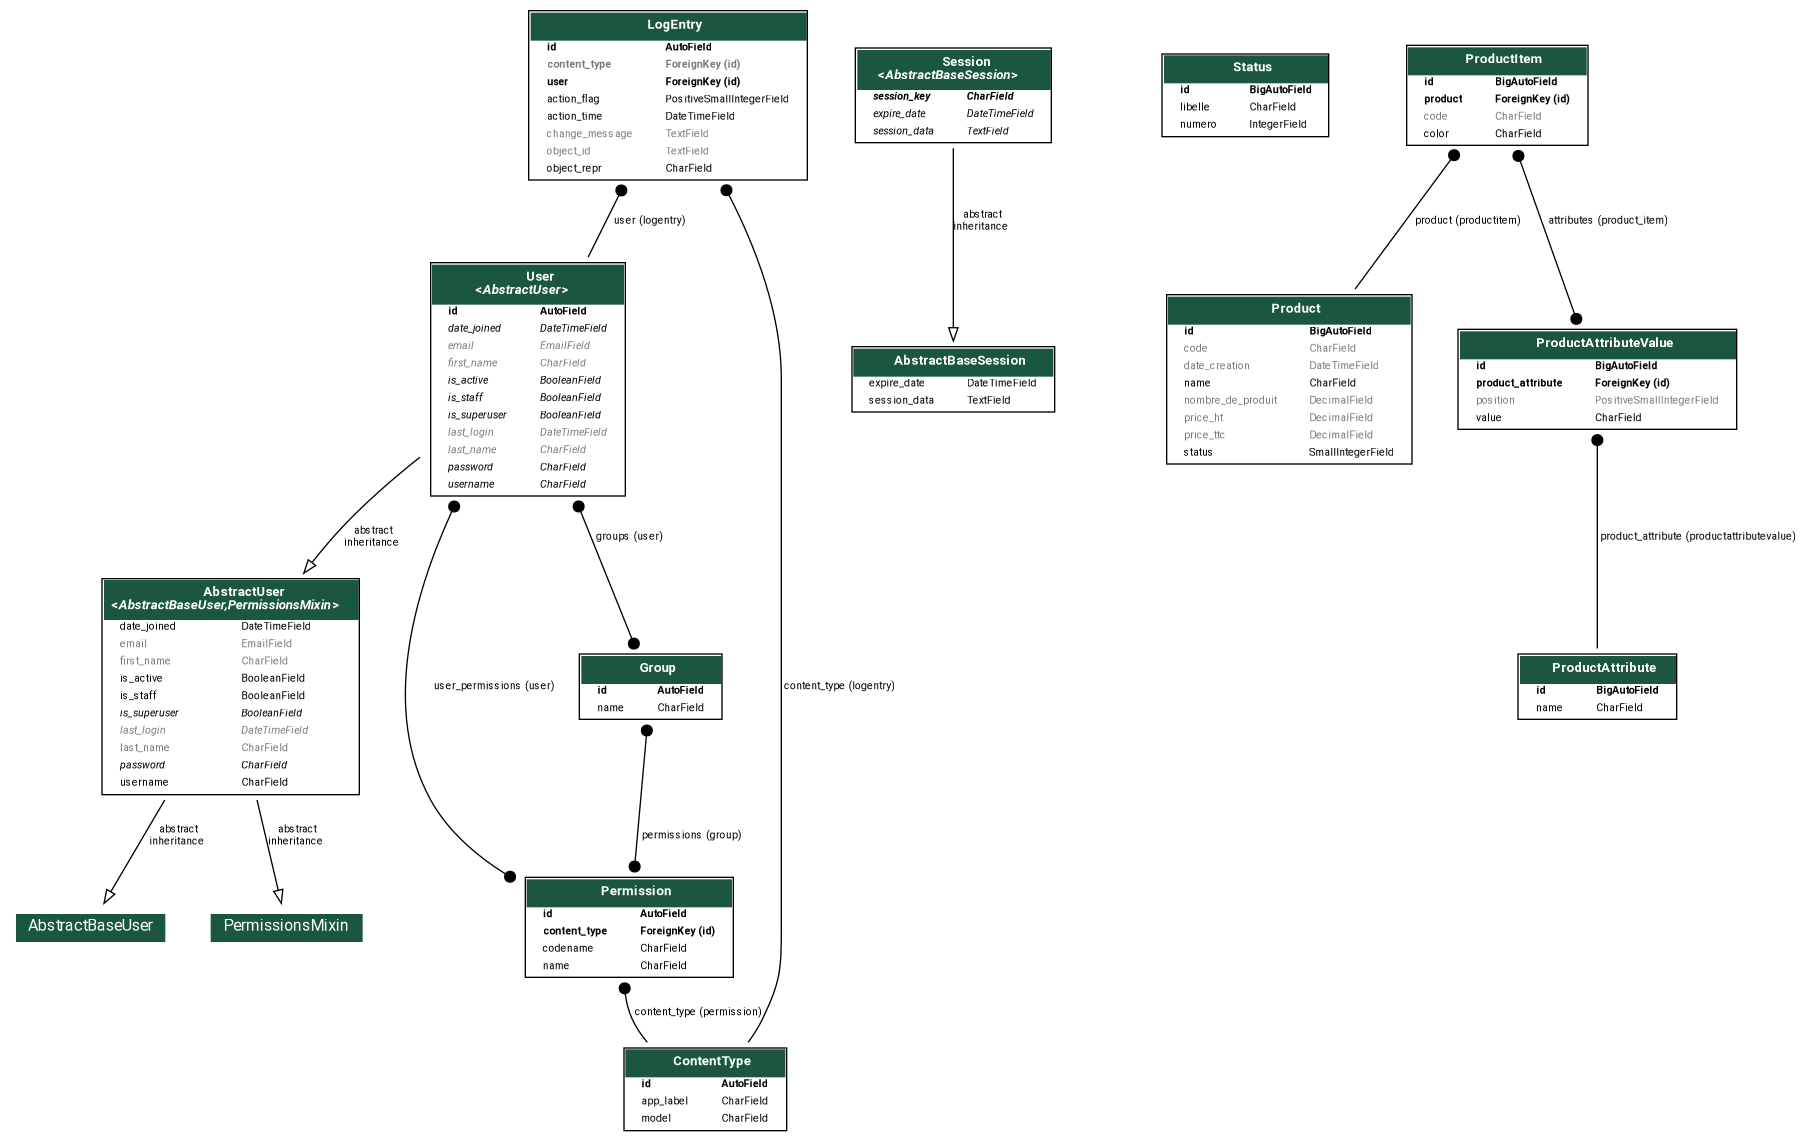 LogEntry
id AutoField
content_type ForeignKey (id)
user ForeignKey (id)
action_flag PositiveSmallIntegerField
action_time DateTimeField
change_message TextField
object_id TextField
object_repr CharField
Session
<AbstractBaseSession>
session_key CharField
expire_date DateTimeField
session_data TextField
Status
id BigAutoField
libelle CharField
numero IntegerField
ProductItem
id BigAutoField
product ForeignKey (id)
code CharField
color CharField
user (logentry)
abstract
inheritance
product (productitem)
attributes (product_item)
User
<AbstractUser>
id AutoField
date_joined DateTimeField
email EmailField
first_name CharField
is_active BooleanField
is_staff BooleanField
is_superuser BooleanField
last_login DateTimeField
last_name CharField
password CharField
username CharField
AbstractBaseSession
expire_date DateTimeField
session_data TextField
Product
id BigAutoField
code CharField
date_creation DateTimeField
name CharField
nombre_de_produit DecimalField
price_ht DecimalField
price_ttc DecimalField
status SmallIntegerField
ProductAttributeValue
id BigAutoField
product_attribute ForeignKey (id)
position PositiveSmallIntegerField
value CharField
abstract
inheritance
groups (user)
product_attribute (productattributevalue)
AbstractUser
<AbstractBaseUser,PermissionsMixin>
date_joined DateTimeField
email EmailField
first_name CharField
is_active BooleanField
is_staff BooleanField
is_superuser BooleanField
last_login DateTimeField
last_name CharField
password CharField
username CharField
user_permissions (user)
Group
id AutoField
name CharField
content_type (logentry)
ProductAttribute
id BigAutoField
name CharField
abstract
inheritance
abstract
inheritance
permissions (group)
AbstractBaseUser
PermissionsMixin
Permission
id AutoField
content_type ForeignKey (id)
codename CharField
name CharField
content_type (permission)
ContentType
id AutoField
app_label CharField
model CharField